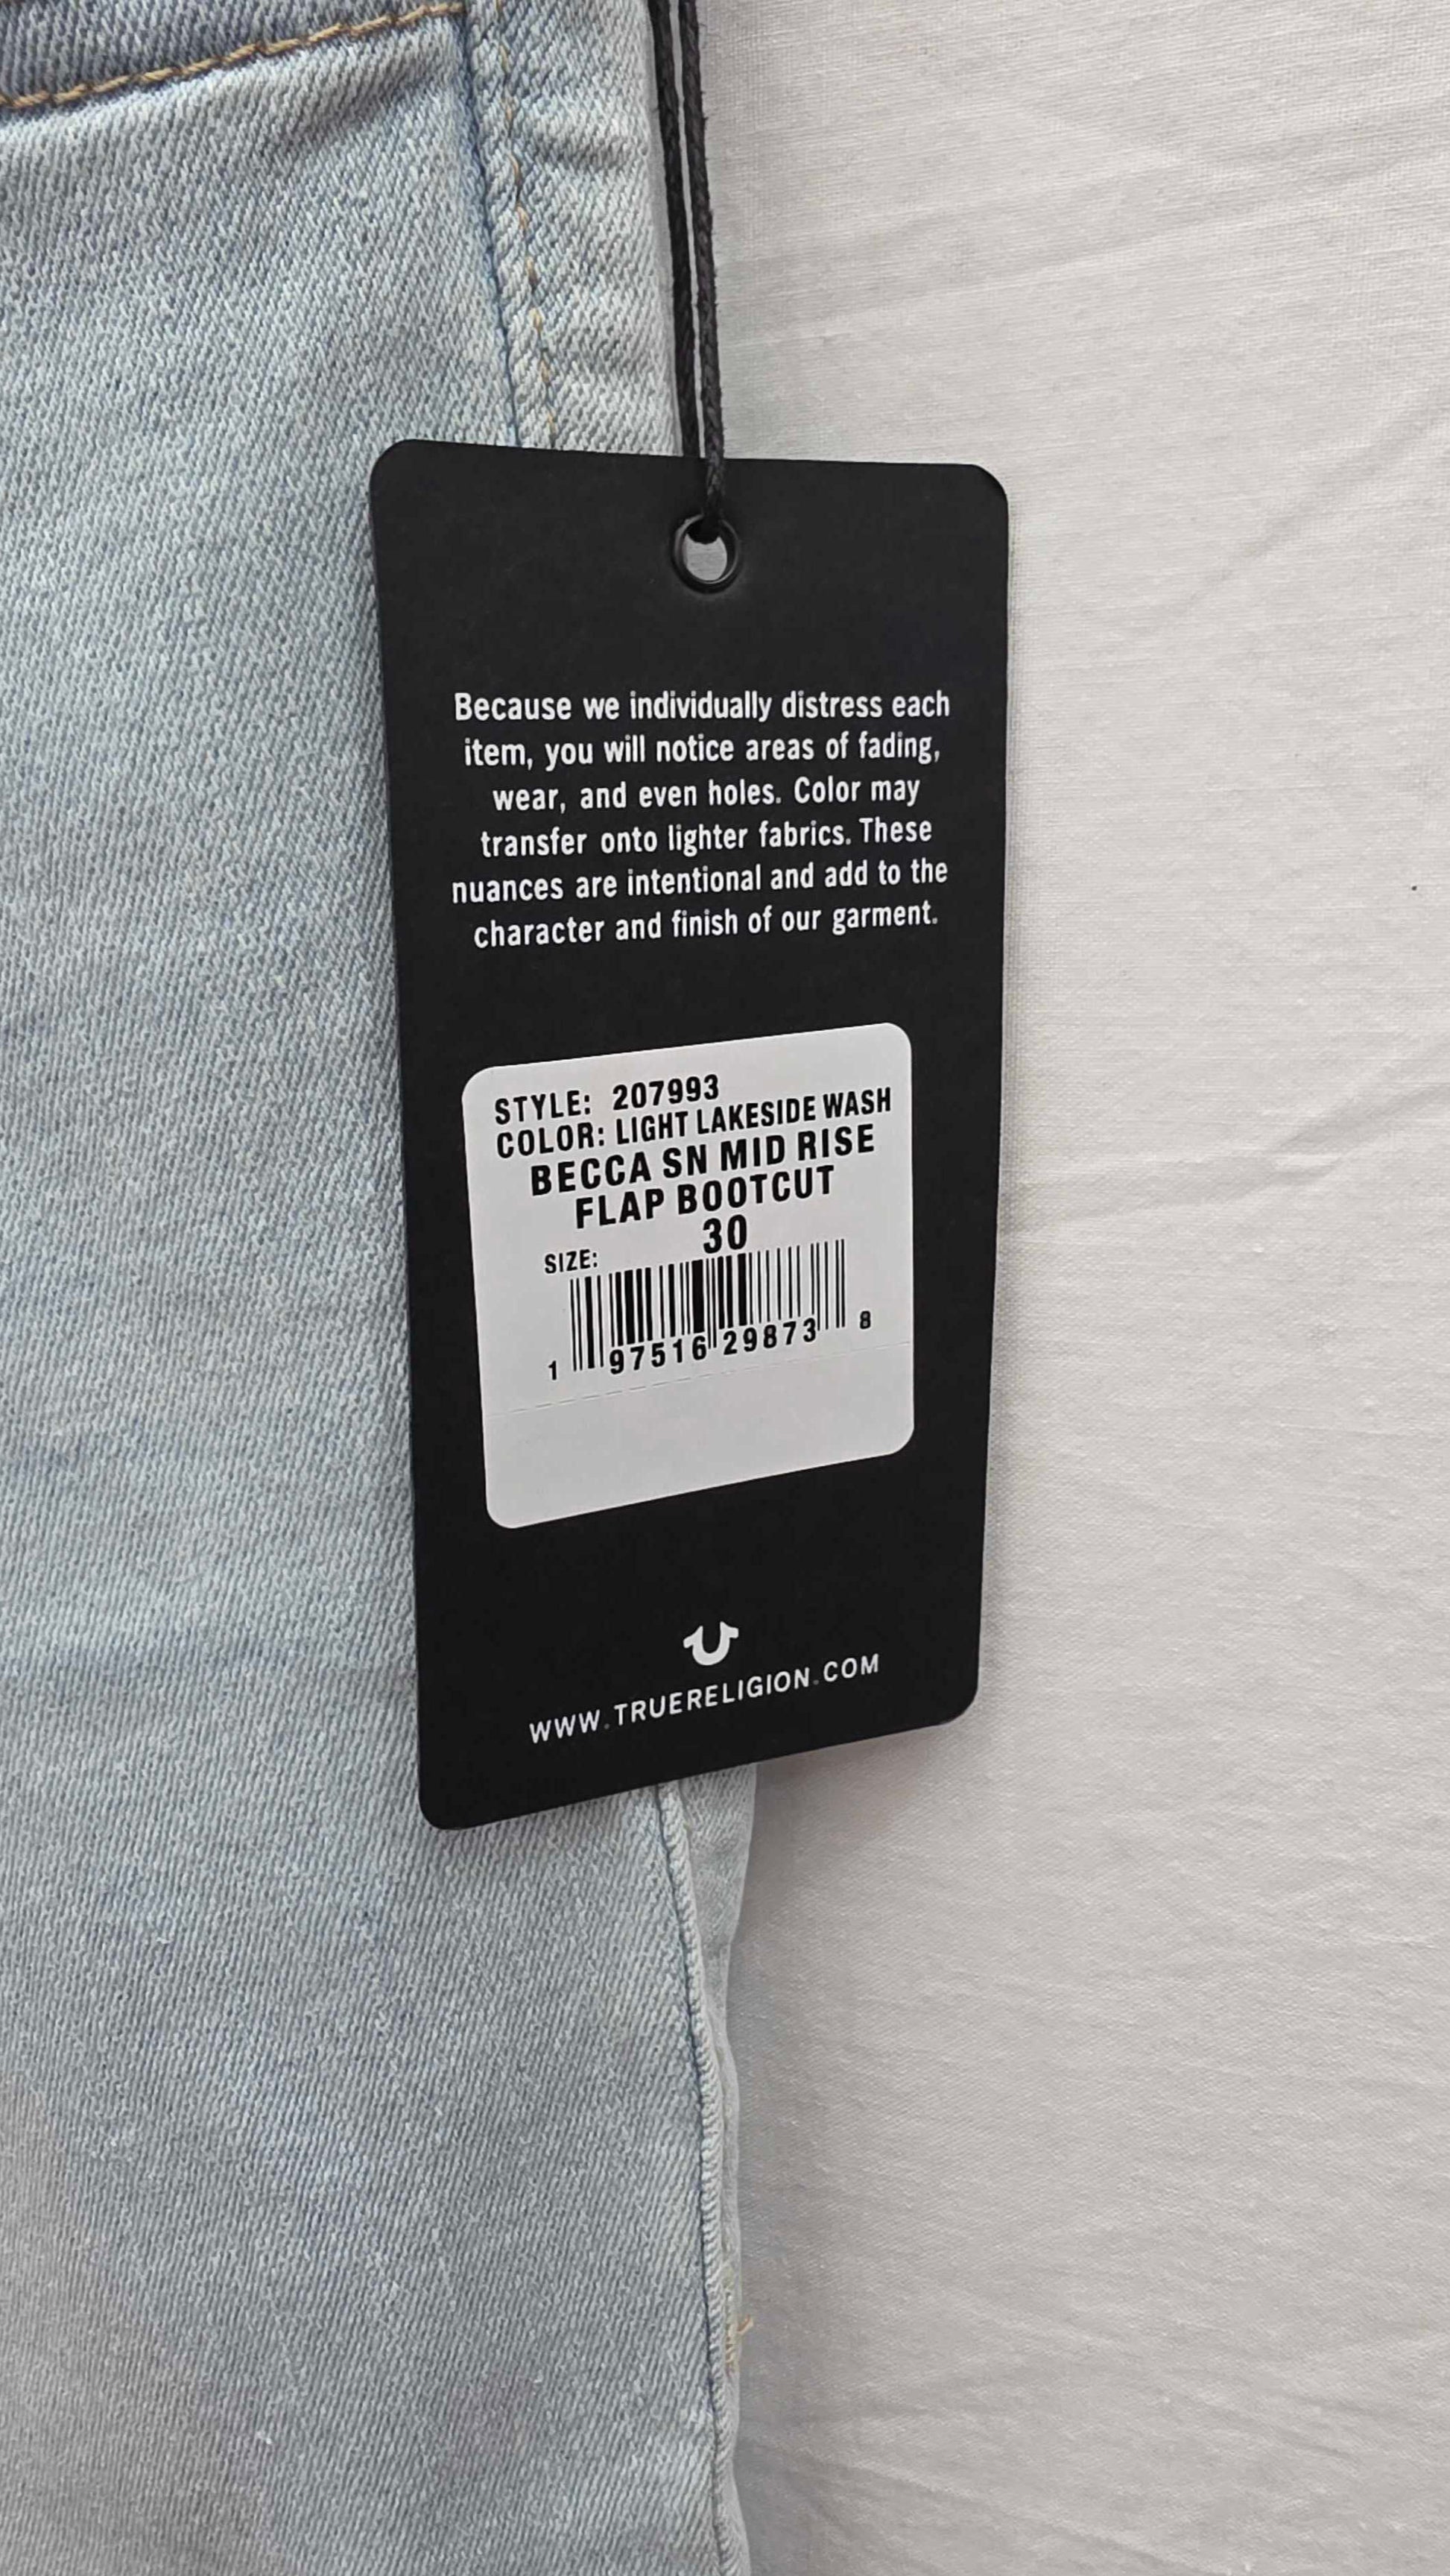 Because we individually distress each
item, you will notice areas of fading,
wear, and even holes. Color may
transfer onto lighter fabrics. These
nuances are intentional and add to the
character and finish of our garment.
STYLE: 207993
COLOR: LIGHT LAKESIDE WASH
BECCA SN MID RISE
FLAP BOOTCUT
SIZE: 30
1 97516 29873 8
WWW.TRUERELIGION.COM